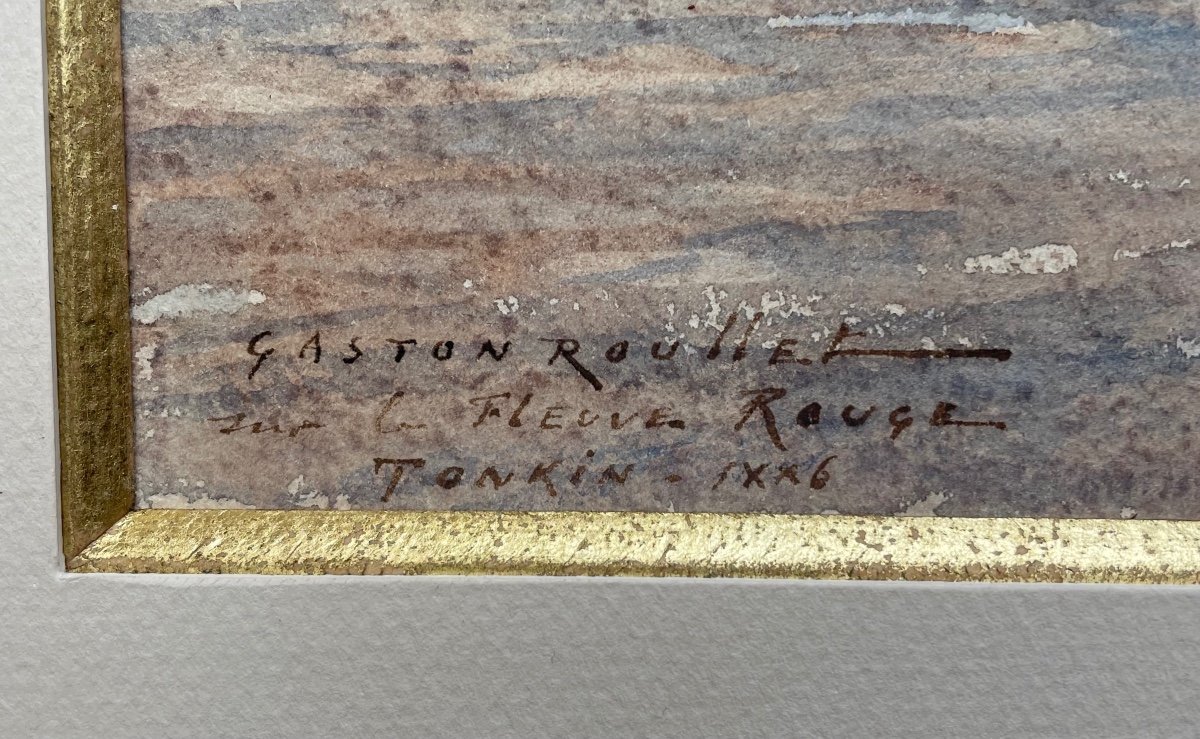 GASTON ROULLET
sur le Fleuve Rouge
TONKIN - 1886